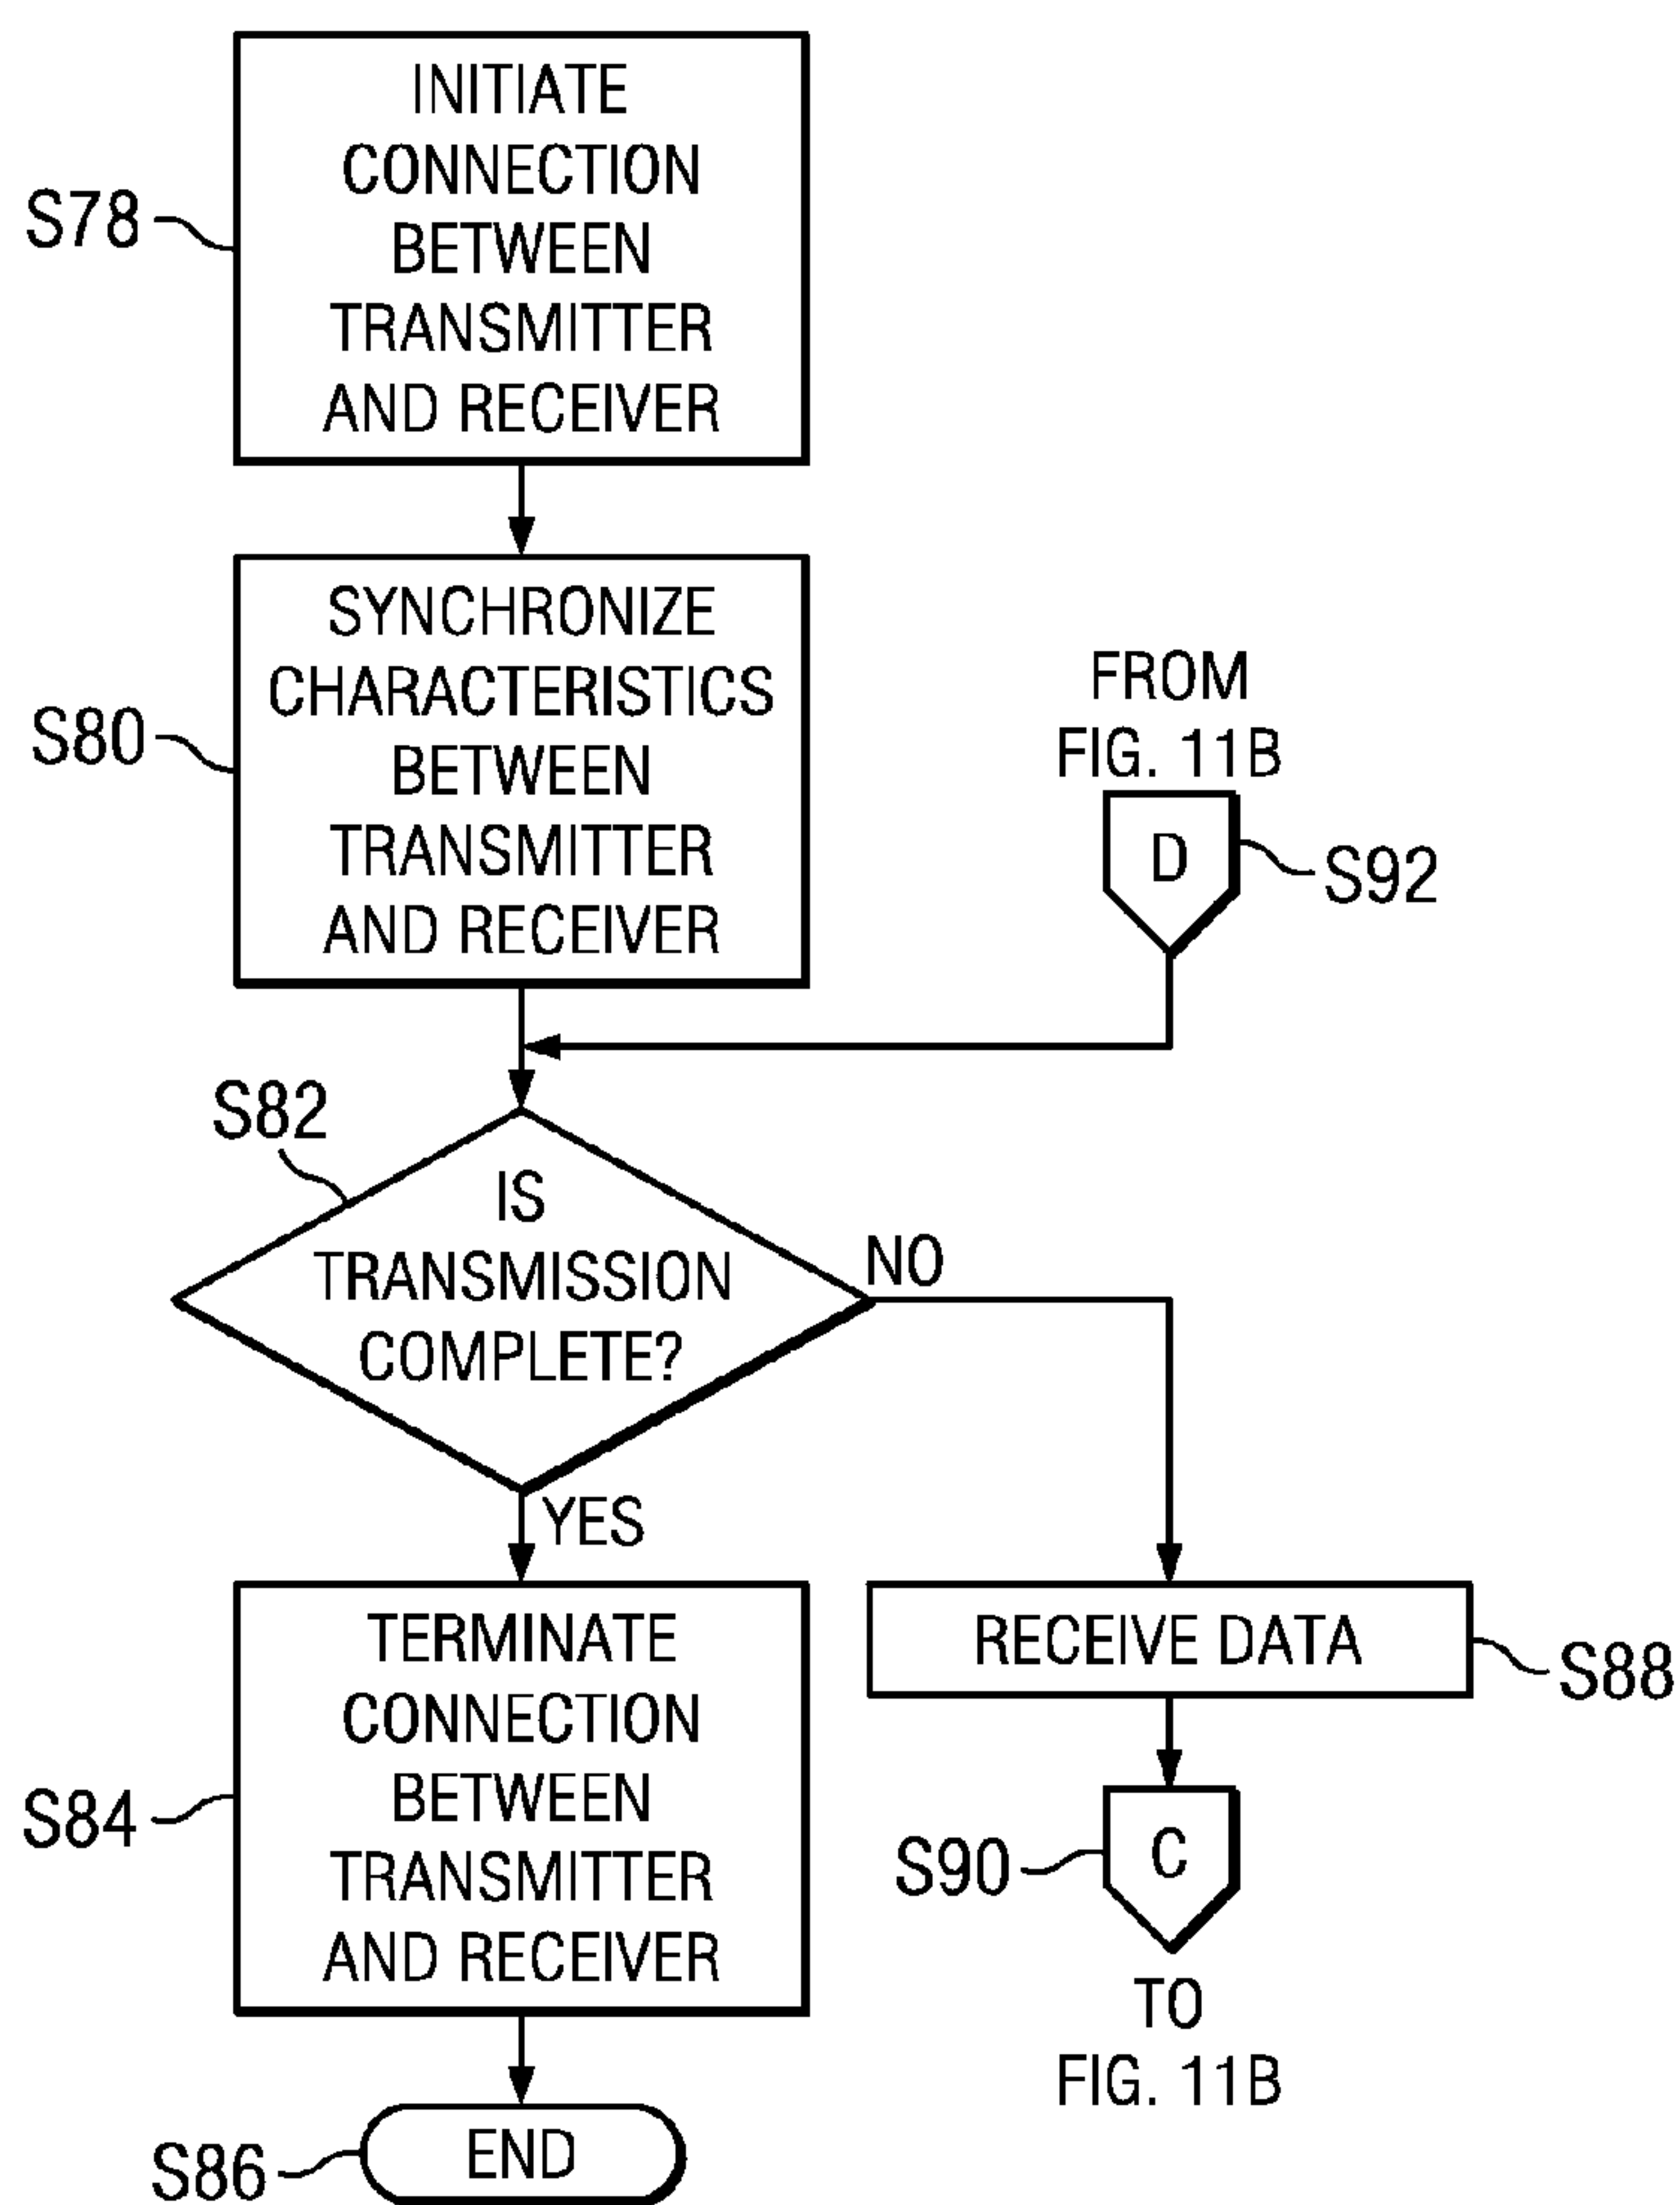 INITIATE
CONNECTION
BETWEEN
TRANSMITTER
AND RECEIVER
S78
SYNCHRONIZE
CHARACTERISTICS
BETWEEN
TRANSMITTER
AND RECEIVER
S80
FROM
FIG. 11B
D
S92
S82
IS
TRANSMISSION
COMPLETE?
NO
YES
TERMINATE
CONNECTION
BETWEEN
TRANSMITTER
AND RECEIVER
S84
RECEIVE DATA
S88
C
S90
TO
FIG. 11B
END
S86